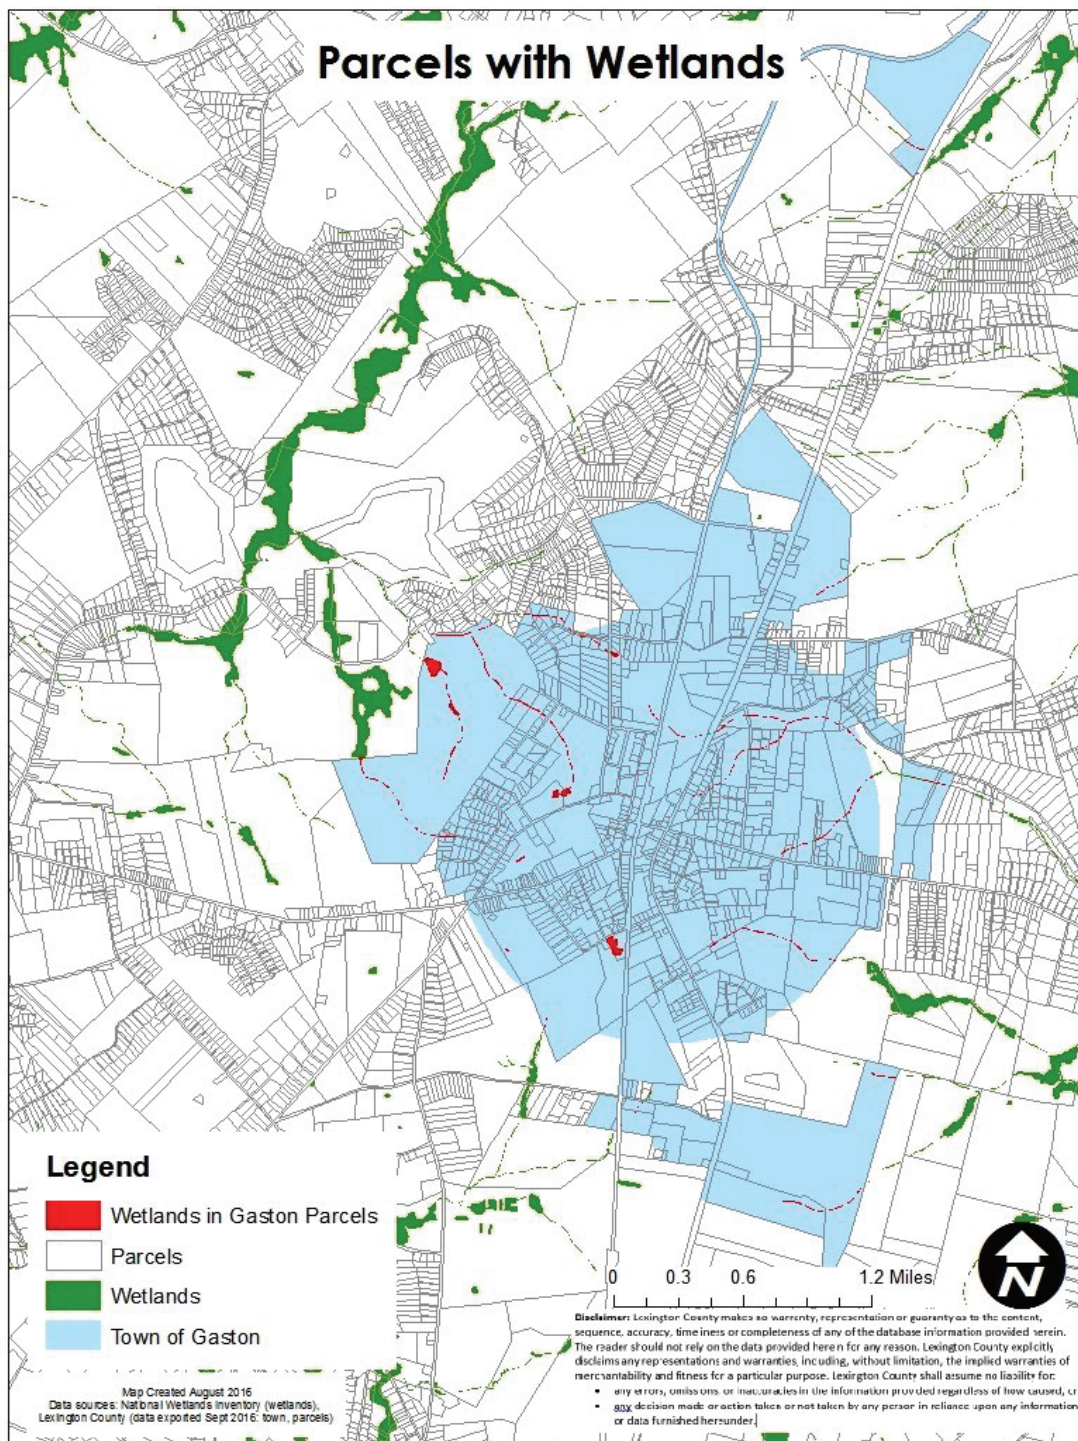 Parcels with Wetlands
Legend
Wetlands in Gaston Parcels
Parcels
Wetlands
Town of Gaston
Map Created August 2016
Data sources: National Wetlands Inventory (wetlands),
Lexington County (data exported Sept 2016: town, parcels)
N
0 0.3 0.6 1.2 Miles
Disclaimer: Lexington County makes no warranty, representation or guaranty as to the content,
sequence, accuracy, timeliness or completeness of any of the database information provided herein.
The reader should not rely on the data provided herein for any reason. Lexington County explicitly
disclaims any representations and warranties, including, without limitation, the implied warranties of
merchantability and fitness for a particular purpose. Lexington County shall assume no liability for:
• any errors, omissions, or inaccuracies in the information provided regardless of how caused, or
• any decision made or action taken or not taken by any person in reliance upon any information
or data furnished hereunder.